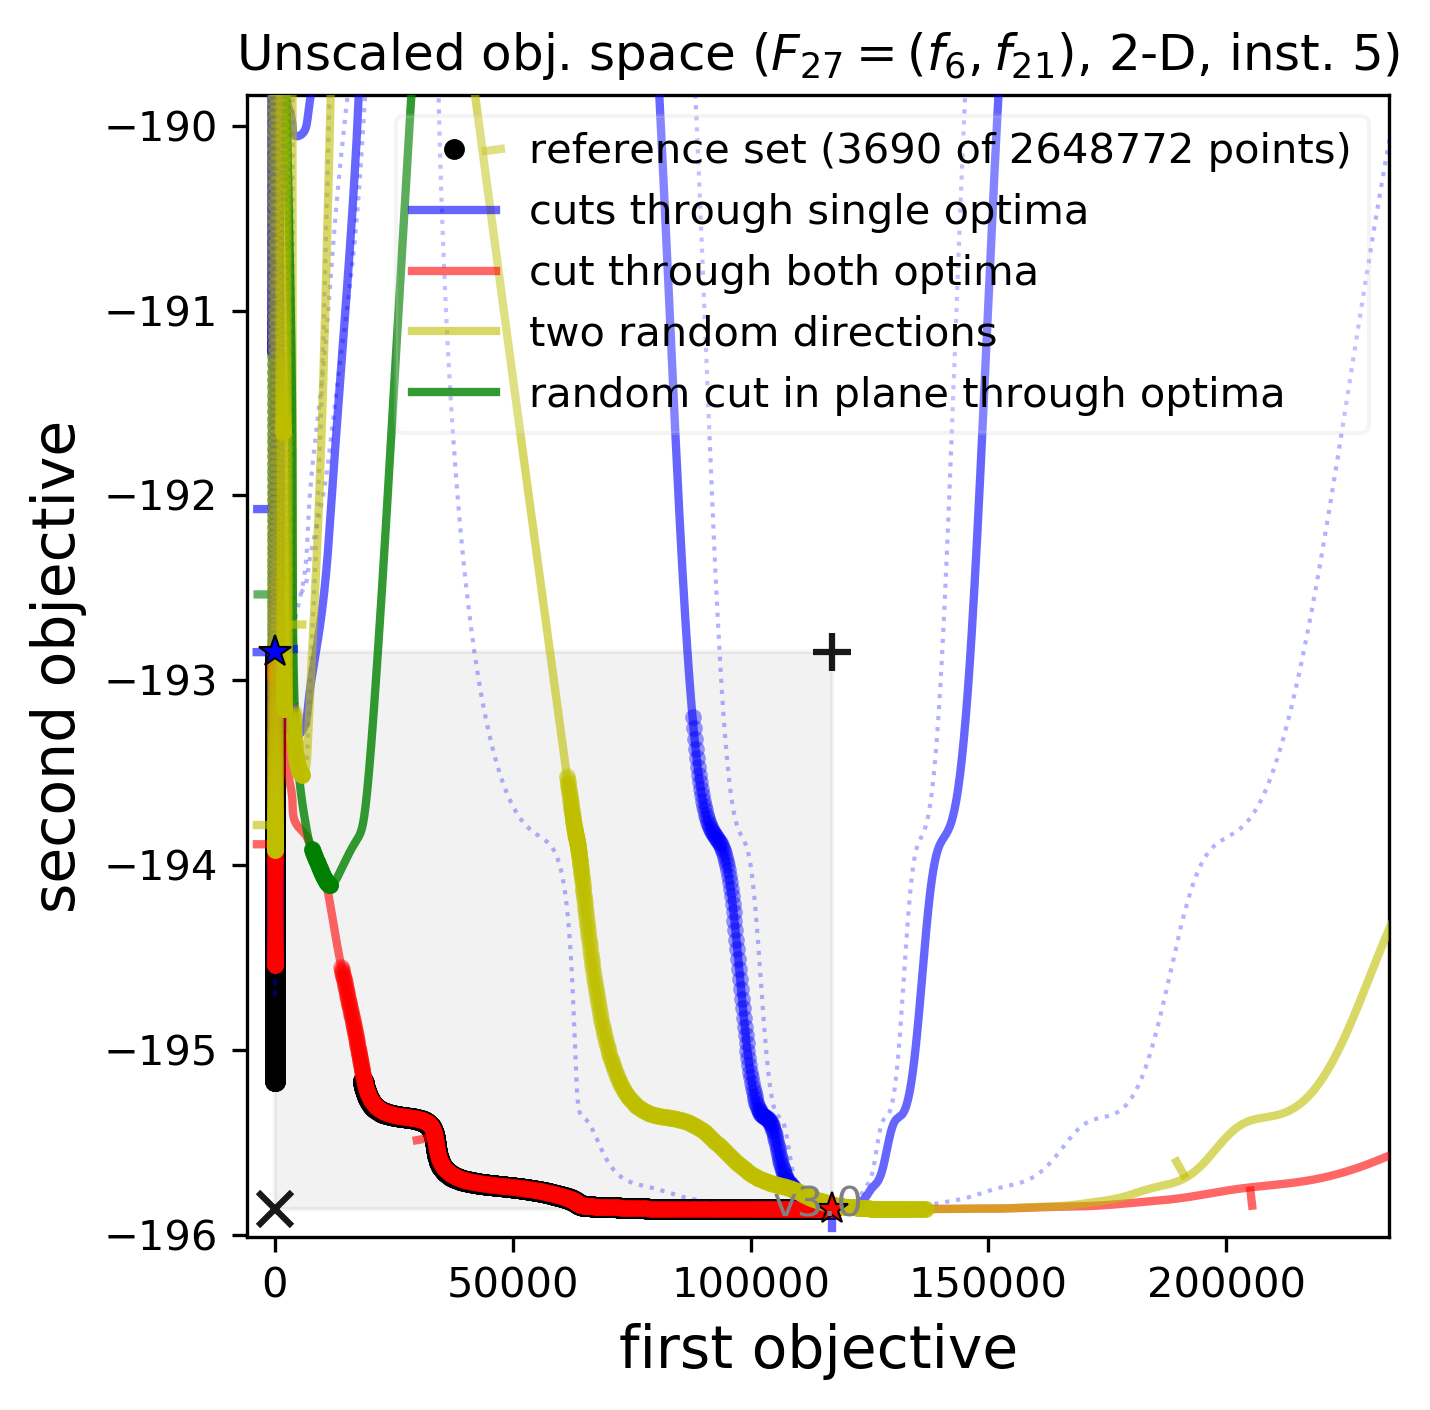 Unscaled obj. space (F₂₇ = (f₆, f₂₁), 2-D, inst. 5)
reference set (3690 of 2648772 points)
cuts through single optima
cut through both optima
two random directions
random cut in plane through optima
−190
−191
−192
−193
−194
−195
−196
second objective
v3.0
0
50000
100000
150000
200000
first objective